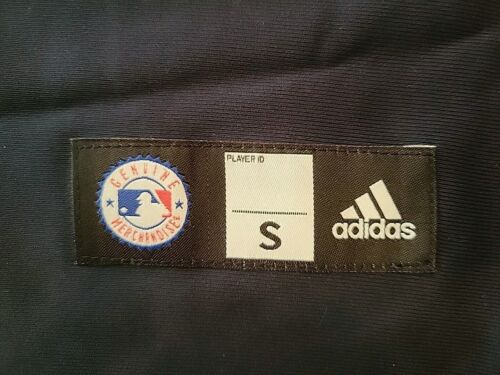 GENUINE
MERCHANDISE
PLAYER ID
S
adidas